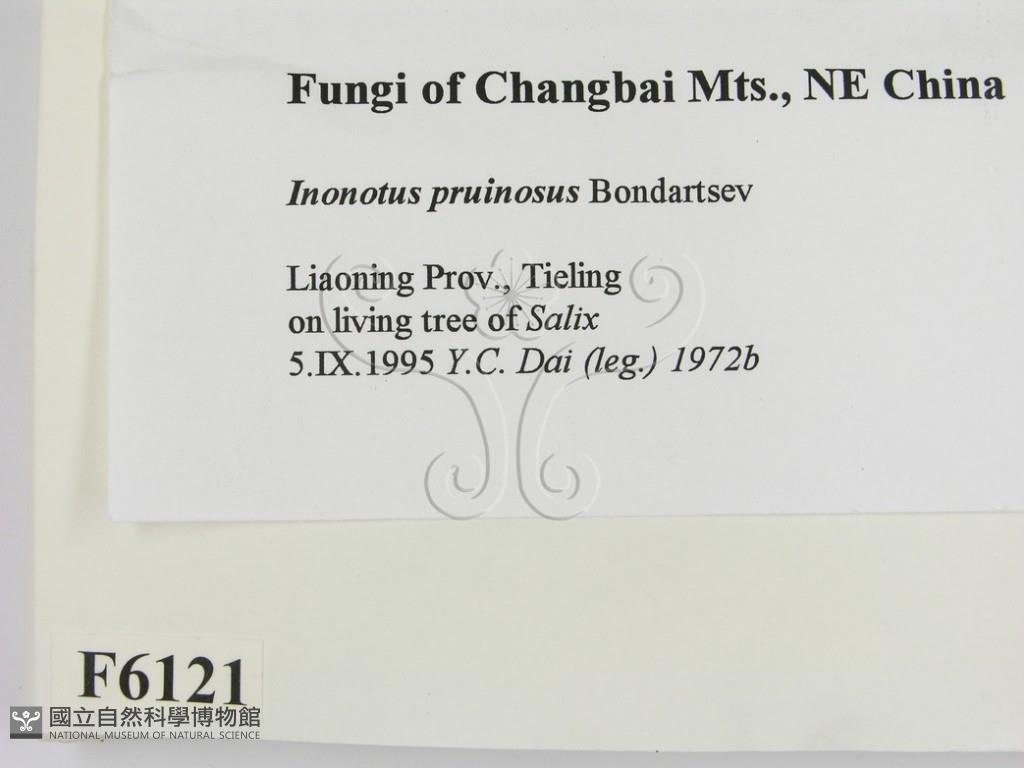 Fungi of Changbai Mts., NE China
Inonotus pruinosus Bondartsev
Liaoning Prov., Tieling
on living tree of Salix
5.IX.1995 Y.C. Dai (leg.) 1972b
F6121
國立自然科學博物館
NATIONAL MUSEUM OF NATURAL SCIENCE